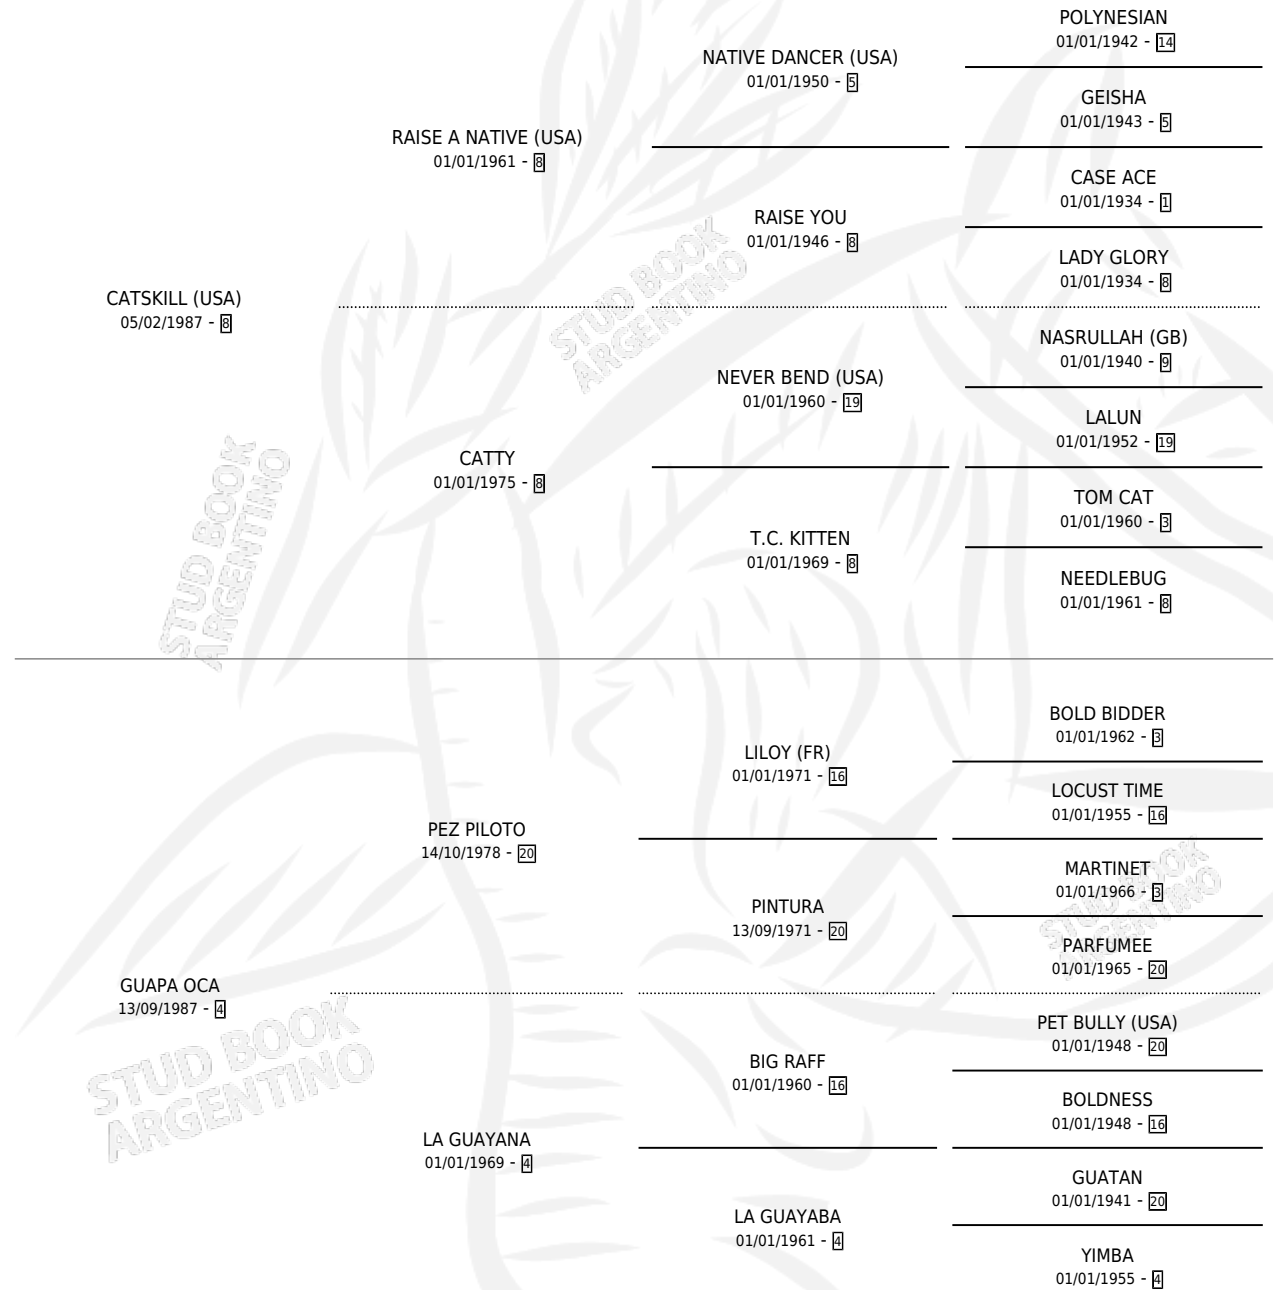 POLYNESIAN
01/01/1942 - 14
NATIVE DANCER (USA)
01/01/1950 - 5
GEISHA
01/01/1943 - 5
RAISE A NATIVE (USA)
01/01/1961 - 8
CASE ACE
01/01/1934 - 1
RAISE YOU
01/01/1946 - 8
LADY GLORY
01/01/1934 - 8
CATSKILL (USA)
05/02/1987 - 8
STUD BOOK
ARGENTINO
NASRULLAH (GB)
01/01/1940 - 9
NEVER BEND (USA)
01/01/1960 - 19
LALUN
01/01/1952 - 19
CATTY
01/01/1975 - 8
TOM CAT
01/01/1960 - 3
T.C. KITTEN
01/01/1969 - 8
NEEDLEBUG
01/01/1961 - 8
STUD BOOK
ARGENTINO
BOLD BIDDER
01/01/1962 - 3
LILOY (FR)
01/01/1971 - 16
LOCUST TIME
01/01/1955 - 16
PEZ PILOTO
14/10/1978 - 20
MARTINET
01/01/1966 - 3
PINTURA
13/09/1971 - 20
PARFUMEE
01/01/1965 - 20
STUD BOOK
ARGENTINO
GUAPA OCA
13/09/1987 - 4
PET BULLY (USA)
01/01/1948 - 20
BIG RAFF
01/01/1960 - 16
BOLDNESS
01/01/1948 - 16
STUD BOOK
ARGENTINO
LA GUAYANA
01/01/1969 - 4
GUATAN
01/01/1941 - 20
LA GUAYABA
01/01/1961 - 4
YIMBA
01/01/1955 - 4